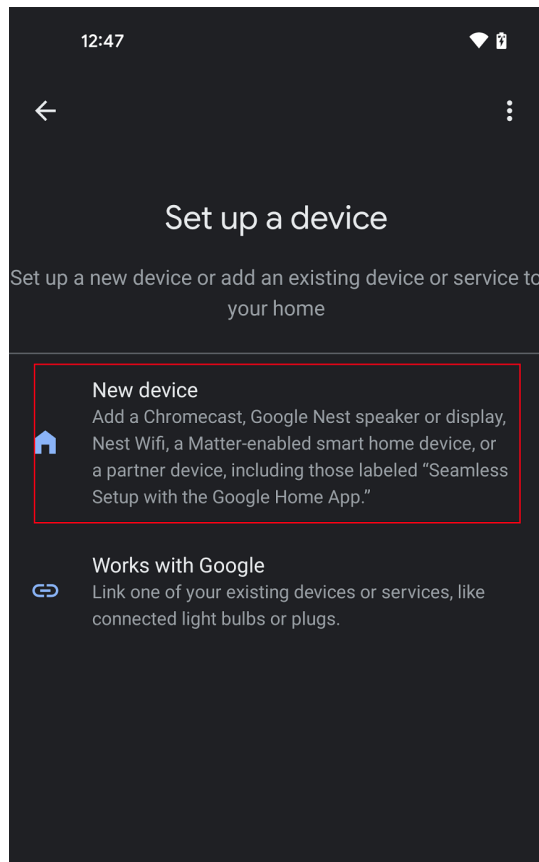 12:47
Set up a device
Set up a new device or add an existing device or service to
your home
New device
Add a Chromecast, Google Nest speaker or display,
Nest Wifi, a Matter-enabled smart home device, or
a partner device, including those labeled “Seamless
Setup with the Google Home App.”
Works with Google
Link one of your existing devices or services, like
connected light bulbs or plugs.